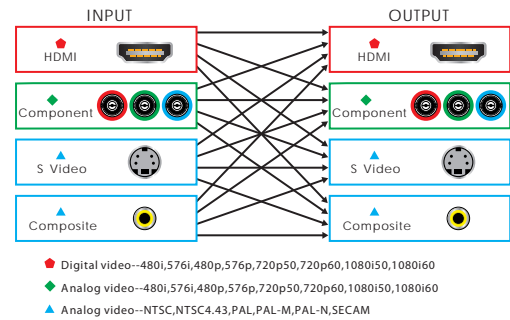 INPUT OUTPUT
HDMI HDMI
Component Component
S Video S Video
Composite Composite
Digital video--480i,576i,480p,576p,720p50,720p60,1080i50,1080i60
Analog video--480i,576i,480p,576p,720p50,720p60,1080i50,1080i60
Analog video--NTSC,NTSC4.43,PAL,PAL-M,PAL-N,SECAM